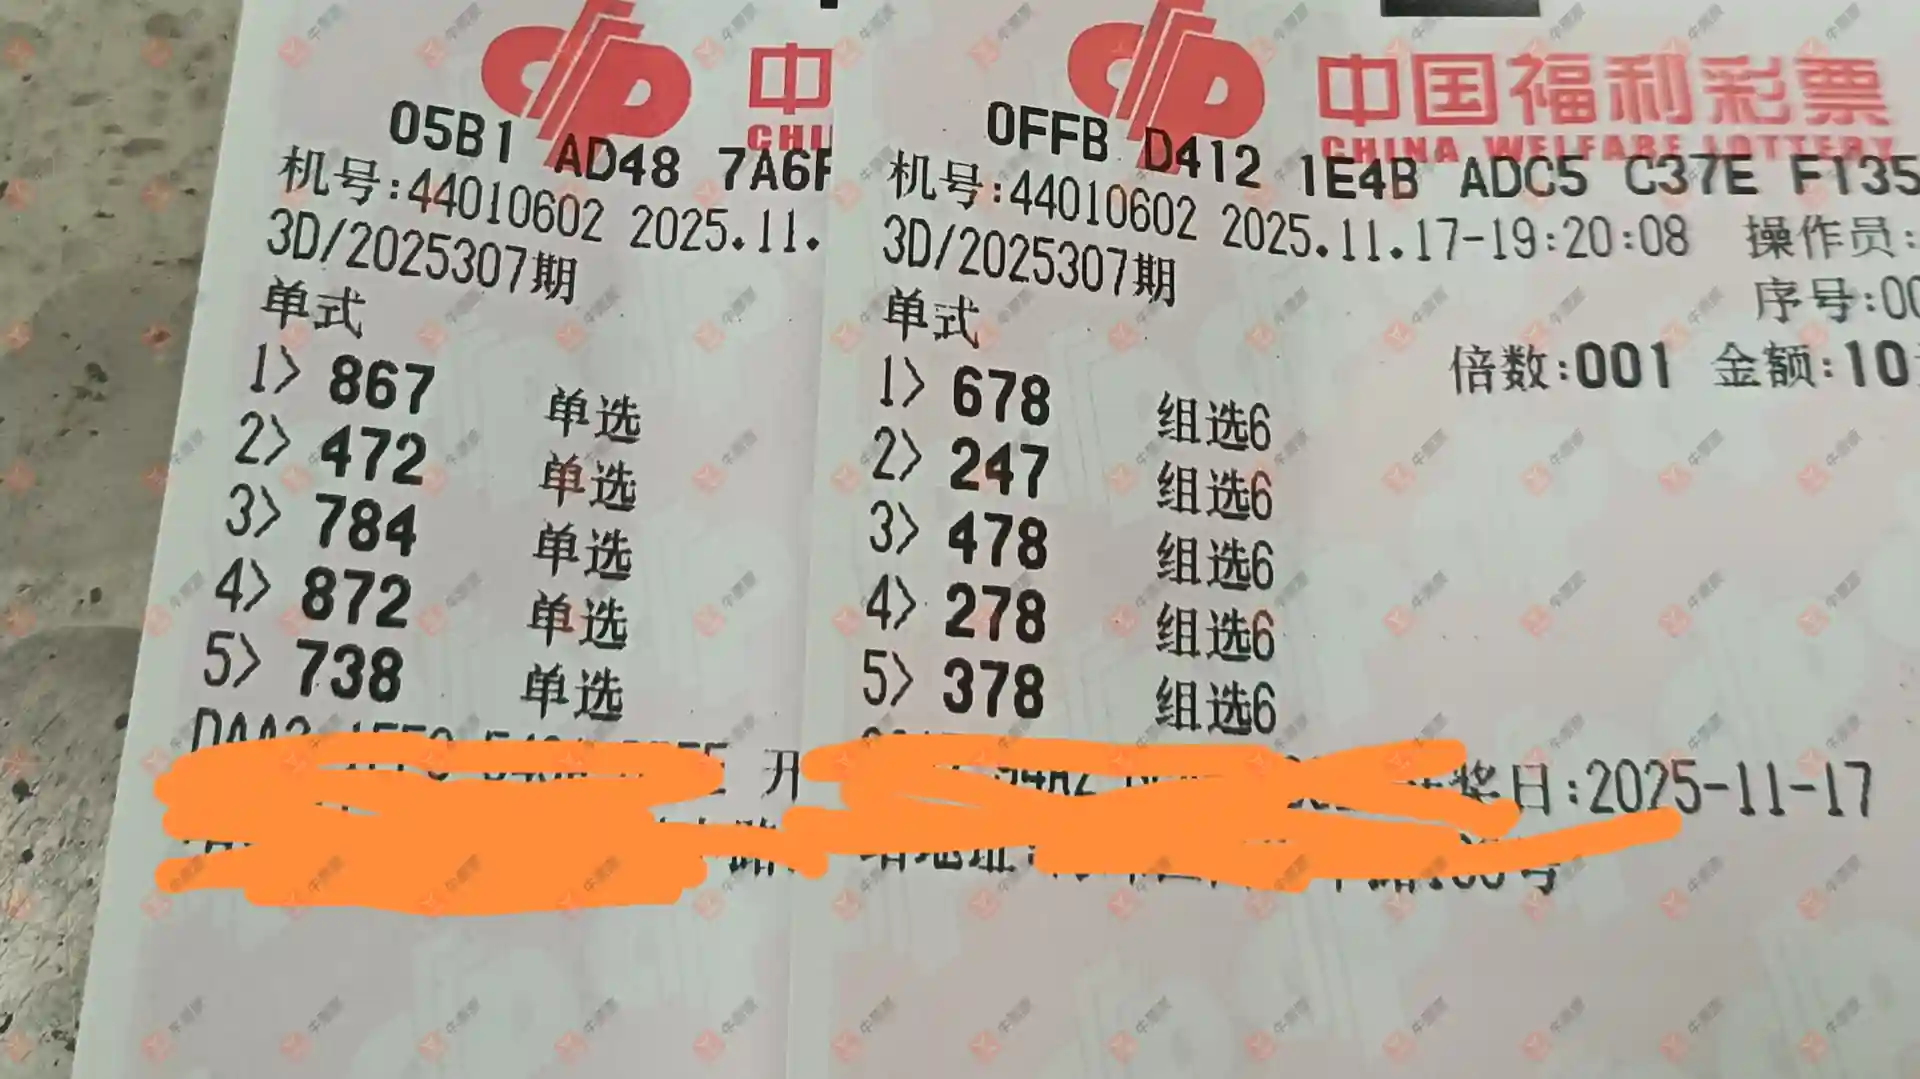 中
CHI
05B1 AD48 7A6F
机号:44010602 2025.11.
3D/2025307期
单式
1> 867 单选
2> 472 单选
3> 784 单选
4> 872 单选
5> 738 单选
开
中国福利彩票
CHINA WELFARE LOTTERY
0FFB D412 1E4B ADC5 C37E F135
机号:44010602 2025.11.17-19:20:08 操作员:
3D/2025307期 序号:00
单式 倍数:001 金额:10
1> 678 组选6
2> 247 组选6
3> 478 组选6
4> 278 组选6
5> 378 组选6
奖日:2025-11-17